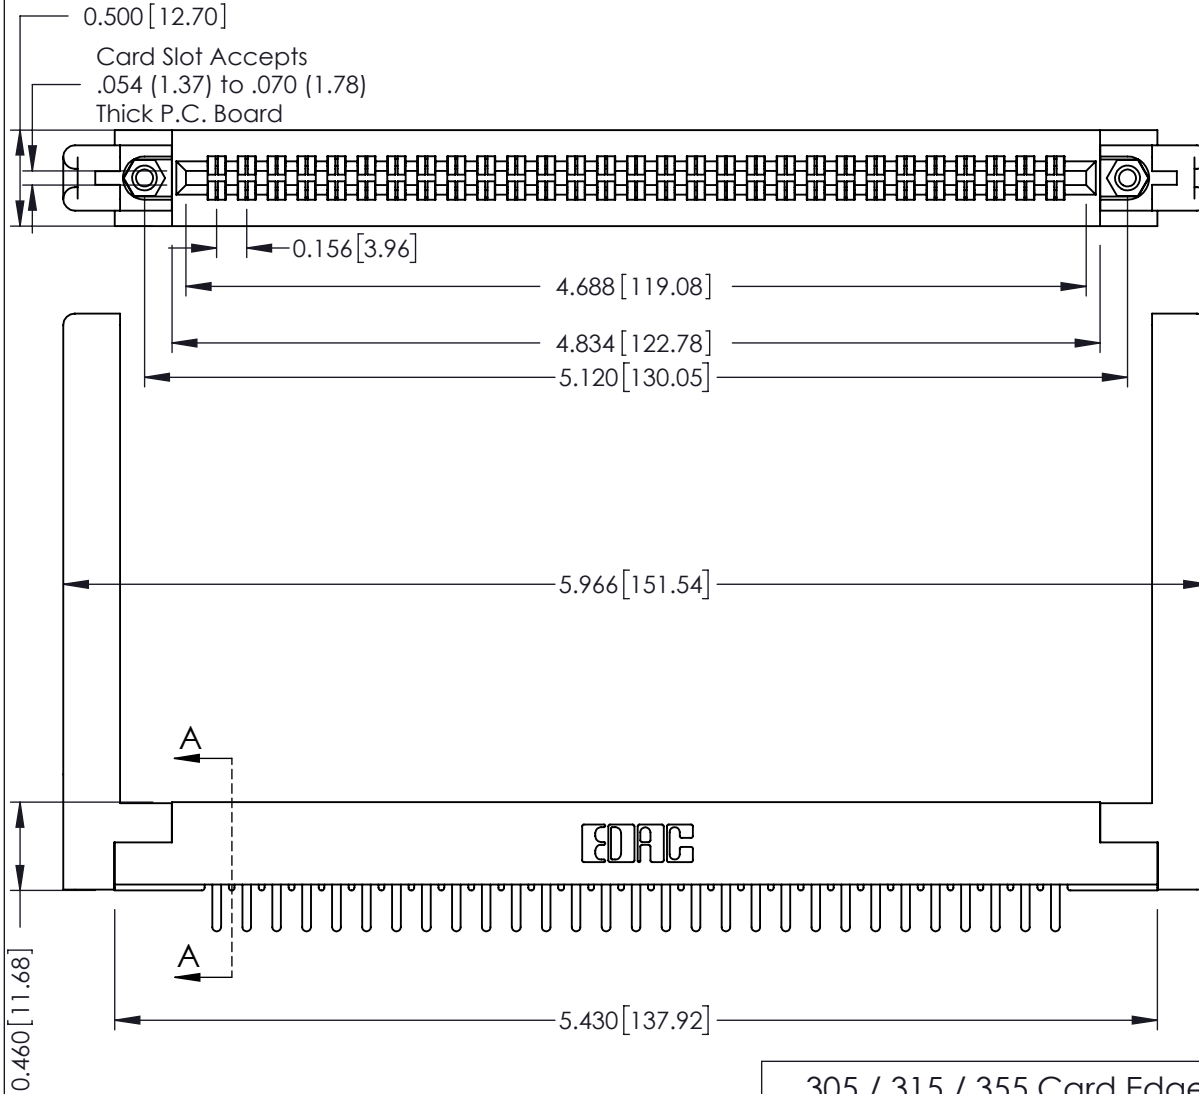 0.500 [12.70]
Card Slot Accepts
.054 (1.37) to .070 (1.78)
Thick P.C. Board
0.156 [3.96]
4.688 [119.08]
4.834 [122.78]
5.120 [130.05]
5.966 [151.54]
A
EDAC
A
0.460 [11.68]
5.430 [137.92]
305 / 315 / 355 Card Edge